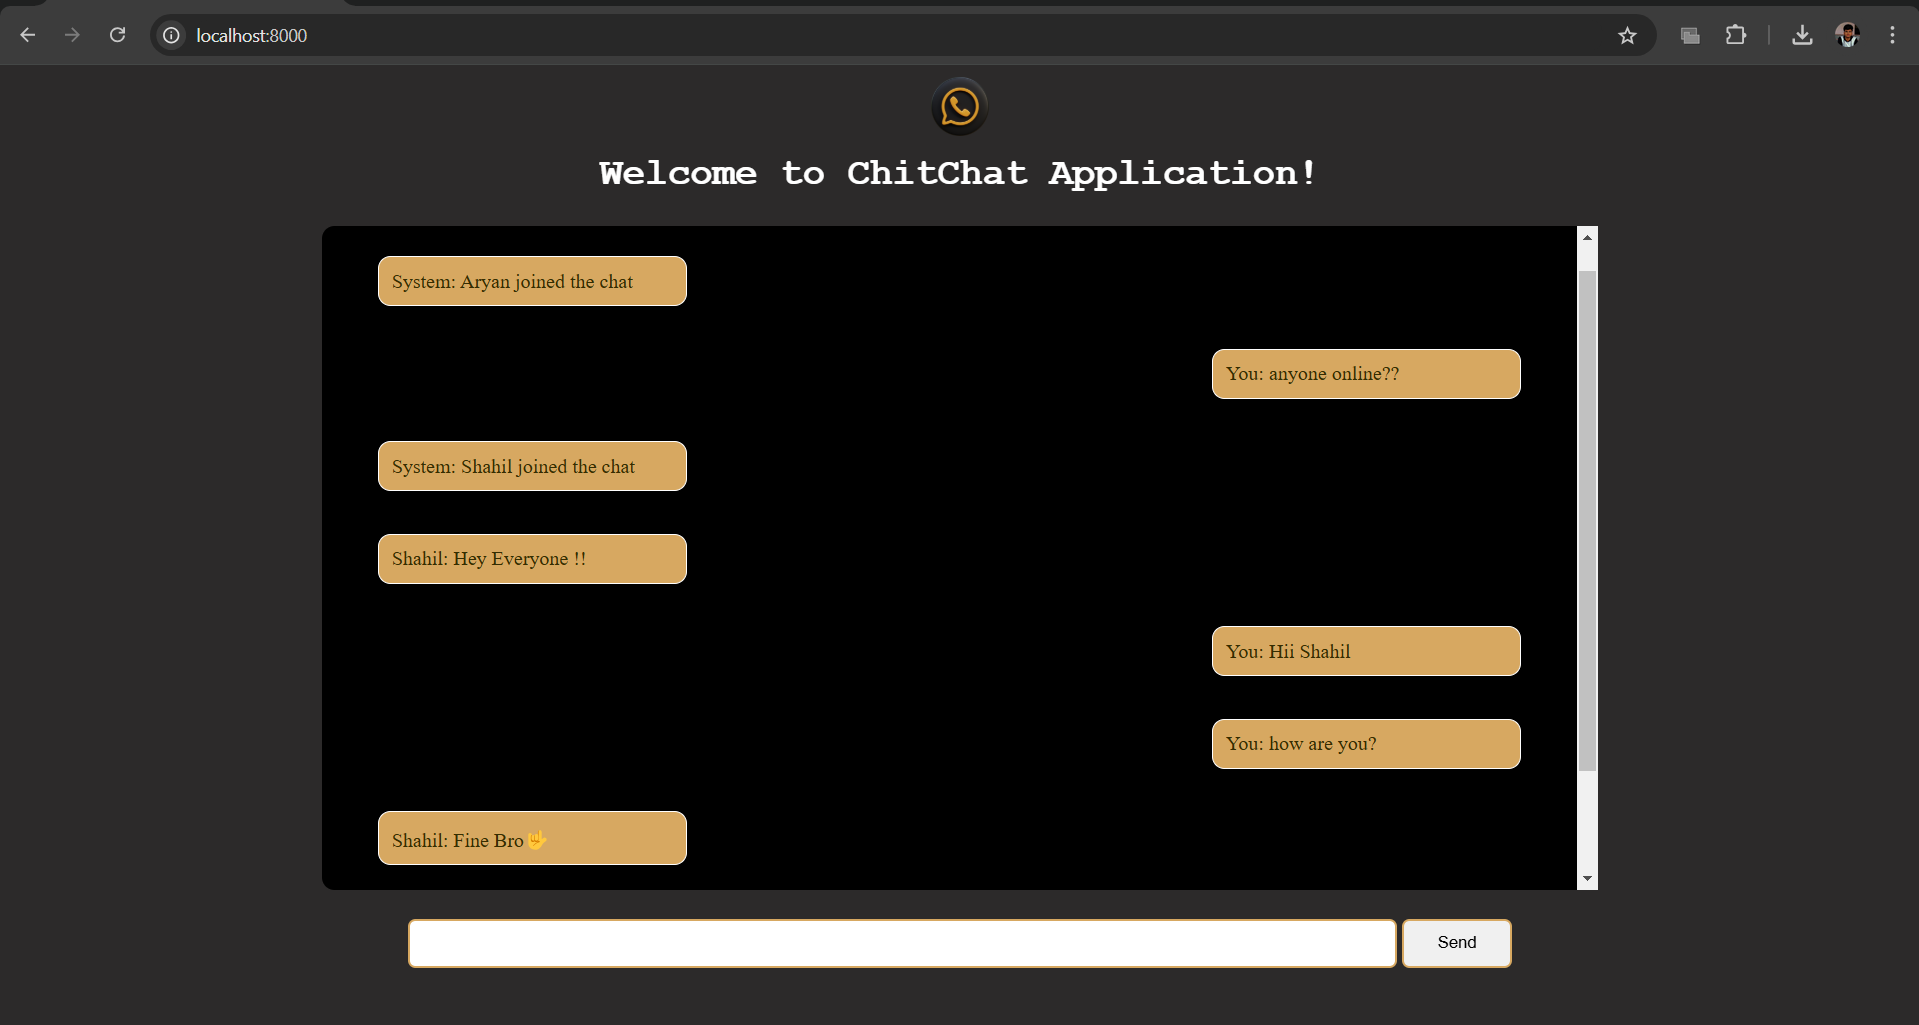 localhost:8000
Welcome to ChitChat Application!
System: Aryan joined the chat
You: anyone online??
System: Shahil joined the chat
Shahil: Hey Everyone !!
You: Hii Shahil
You: how are you?
Shahil: Fine Bro🤟
Send